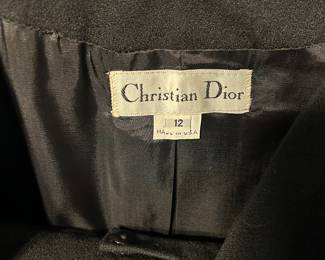 Christian Dior
12
MADE IN U.S.A.